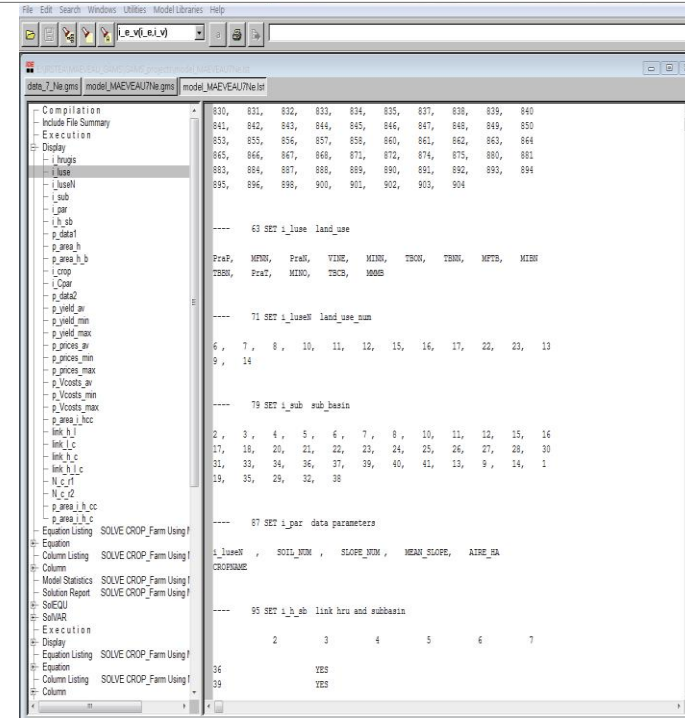 File Edit Search Windows Utilities Model Libraries Help
i_e_v(i_e,i_v)
a
data_7_Ne.gms model_MAEVEAU7Ne.gms model_MAEVEAU7Ne.lst
Compilation
Include File Summary
Execution
Display
i_hrugis
i_luse
i_luseN
i_sub
i_par
i_h_sb
p_data1
p_area_h
p_area_h_b
i_crop
i_Cpar
p_data2
p_yield_av
p_yield_min
p_yield_max
p_prices_av
p_prices_min
p_prices_max
p_Vcosts_av
p_Vcosts_min
p_Vcosts_max
p_area_i_hcc
link_h_l
link_l_c
link_h_c
link_h_l_c
N_c_r1
N_c_r2
p_area_i_h_cc
p_area_i_h_c
Equation Listing SOLVE CROP_Farm Using
Equation
Column Listing SOLVE CROP_Farm Using
Column
Model Statistics SOLVE CROP_Farm Using
Solution Report SOLVE CROP_Farm Using
SolEQU
SolVAR
Execution
Display
Equation Listing SOLVE CROP_Farm Using
Equation
Column Listing SOLVE CROP_Farm Using
Column
830, 831, 832, 833, 834, 835, 837, 838, 839, 840
841, 842, 843, 844, 845, 846, 847, 848, 849, 850
853, 855, 856, 857, 858, 860, 861, 862, 863, 864
865, 866, 867, 868, 871, 872, 874, 875, 880, 881
883, 884, 887, 888, 889, 890, 891, 892, 893, 894
895, 896, 898, 900, 901, 902, 903, 904
---- 63 SET i_luse land_use
PraF, MFNN, PraN, VINE, MINN, TBON, TBNN, MFTB, MIBN
TBBN, PraT, MINO, TBCB, MMMB
---- 71 SET i_luseN land_use_num
6 , 7 , 8 , 10, 11, 12, 15, 16, 17, 22, 23, 13
9 , 14
---- 79 SET i_sub sub_basin
2 , 3 , 4 , 5 , 6 , 7 , 8 , 10, 11, 12, 15, 16
17, 18, 20, 21, 22, 23, 24, 25, 26, 27, 28, 30
31, 33, 34, 36, 37, 39, 40, 41, 13, 9 , 14, 1
19, 35, 29, 32, 38
---- 87 SET i_par data parameters
i_luseN , SOIL_NUM , SLOPE_NUM , MEAN_SLOPE, AIRE_HA
CROPNAME
---- 95 SET i_h_sb link hru and subbasin
2 3 4 5 6 7
36 YES
39 YES